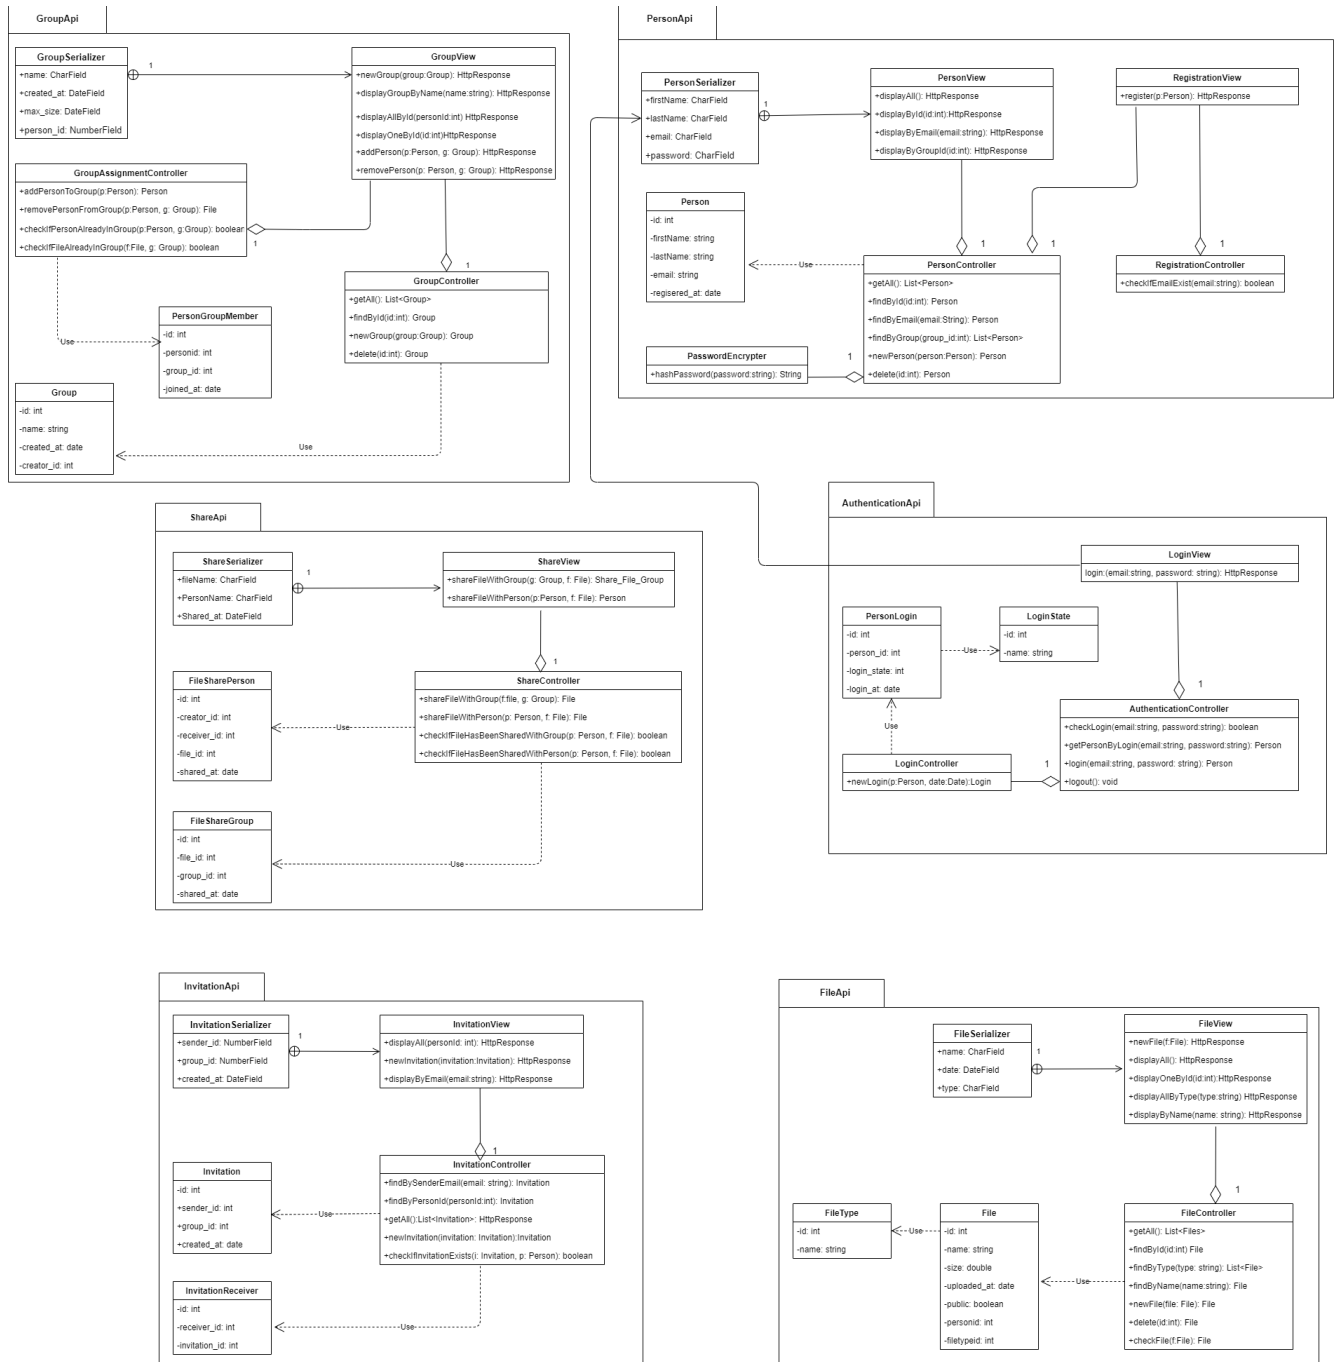 GroupApi
GroupSerializer
+name: CharField
+created_at: DateField
+max_size: DateField
+person_id: NumberField
1
GroupView
+newGroup(group:Group): HttpResponse
+displayGroupByName(name:string): HttpResponse
+displayAllById(personId:int) HttpResponse
+displayOneById(id:int)HttpResponse
+addPerson(p:Person, g: Group): HttpResponse
+removePerson(p: Person, g: Group): HttpResponse
GroupAssignmentController
+addPersonToGroup(p:Person): Person
+removePersonFromGroup(p:Person, g: Group): File
+checkIfPersonAlreadyInGroup(p:Person, g:Group): boolean
+checkIfFileAlreadyInGroup(f:File, g: Group): boolean
1
1
GroupController
+getAll(): List<Group>
+findById(id:int): Group
+newGroup(group:Group): Group
+delete(id:int): Group
Use
PersonGroupMember
-id: int
-personid: int
-group_id: int
-joined_at: date
Group
-id: int
-name: string
-created_at: date
-creator_id: int
Use
PersonApi
PersonSerializer
+firstName: CharField
+lastName: CharField
+email: CharField
+password: CharField
1
PersonView
+displayAll(): HttpResponse
+displayById(id:int):HttpResponse
+displayByEmail(email:string): HttpResponse
+displayByGroupId(id:int): HttpResponse
RegistrationView
+register(p:Person): HttpResponse
Person
-id: int
-firstName: string
-lastName: string
-email: string
-regisered_at: date
Use
1
1
1
PersonController
+getAll(): List<Person>
+findById(id:int): Person
+findByEmail(email:String): Person
+findByGroup(group_id:int): List<Person>
+newPerson(person:Person): Person
+delete(id:int): Person
RegistrationController
+checkIfEmailExist(email:string): boolean
PasswordEncrypter
+hashPassword(password:string): String
1
ShareApi
ShareSerializer
+fileName: CharField
+PersonName: CharField
+Shared_at: DateField
1
ShareView
+shareFileWithGroup(g: Group, f: File): Share_File_Group
+shareFileWithPerson(p:Person, f: File): Person
1
FileSharePerson
-id: int
-creator_id: int
-receiver_id: int
-file_id: int
-shared_at: date
Use
ShareController
+shareFileWithGroup(f:file, g: Group): File
+shareFileWithPerson(p: Person, f: File): File
+checkIfFileHasBeenSharedWithGroup(p: Person, f: File): boolean
+checkIfFileHasBeenSharedWithPerson(p: Person, f: File): boolean
FileShareGroup
-id: int
-file_id: int
-group_id: int
-shared_at: date
Use
AuthenticationApi
LoginView
login:(email:string, password: string): HttpResponse
PersonLogin
-id: int
-person_id: int
-login_state: int
-login_at: date
Use
LoginState
-id: int
-name: string
1
AuthenticationController
+checkLogin(email:string, password:string): boolean
+getPersonByLogin(email:string, password:string): Person
+login(email:string, password: string): Person
+logout(): void
Use
LoginController
+newLogin(p:Person, date:Date):Login
1
InvitationApi
InvitationSerializer
+sender_id: NumberField
+group_id: NumberField
+created_at: DateField
1
InvitationView
+displayAll(personId: int): HttpResponse
+newInvitation(invitation:Invitation): HttpResponse
+displayByEmail(email:string): HttpResponse
1
Invitation
-id: int
+sender_id: int
+group_id: int
+created_at: date
Use
InvitationController
+findBySenderEmail(email: string): Invitation
+findByPersonId(personId:int): Invitation
+getAll():List<Invitation>: HttpResponse
+newInvitation(invitation: Invitation):Invitation
+checkIfInvitationExists(i: Invitation, p: Person): boolean
InvitationReceiver
-id: int
-receiver_id: int
-invitation_id: int
Use
FileApi
FileSerializer
+name: CharField
+date: DateField
+type: CharField
1
FileView
+newFile(f:File): HttpResponse
+displayAll(): HttpResponse
+displayOneById(id:int):HttpResponse
+displayAllByType(type:string) HttpResponse
+displayByName(name: string): HttpResponse
1
FileType
-id: int
-name: string
Use
File
-id: int
-name: string
-size: double
-uploaded_at: date
-public: boolean
-personid: int
-filetypeid: int
Use
FileController
+getAll(): List<Files>
+findById(id:int) File
+findByType(type: string): List<File>
+findByName(name:string): File
+newFile(file: File): File
+delete(id:int): File
+checkFile(f:File): File